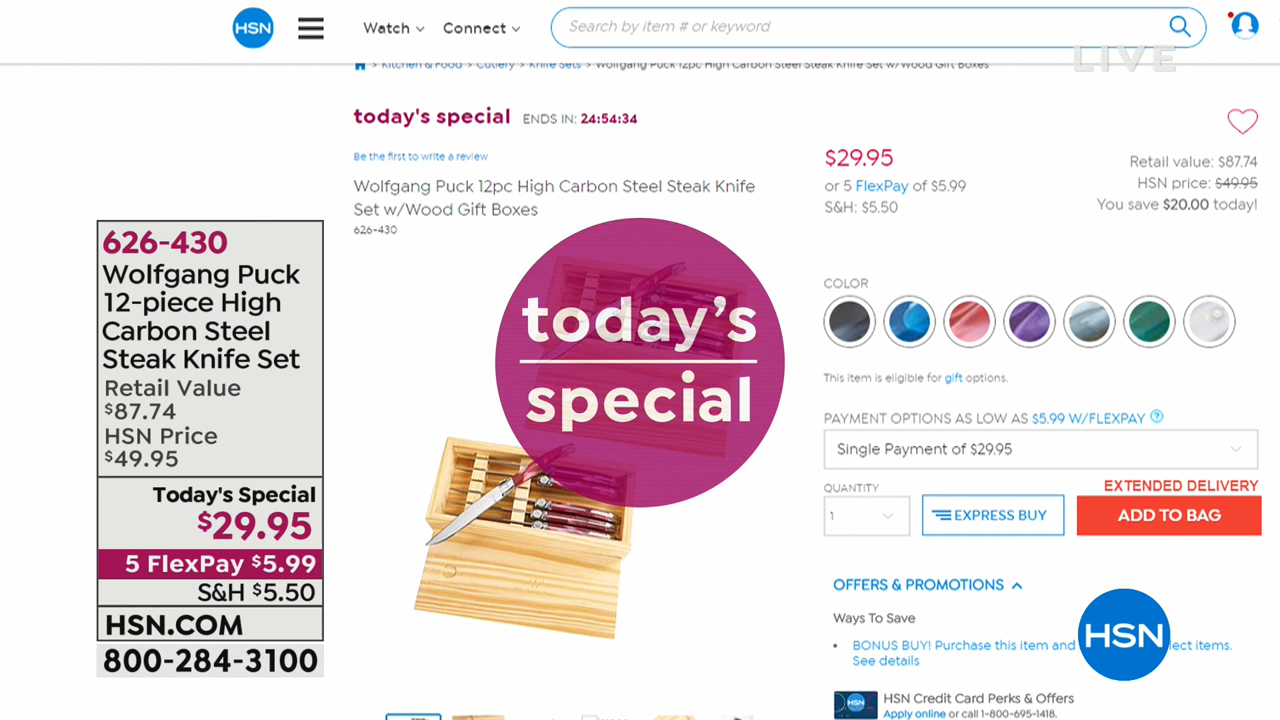 HSN
Watch
Connect
Search by item # or keyword
LIVE
> Kitchen & Food > Cutlery > Knife Sets > Wolfgang Puck 12pc High Carbon Steel Steak Knife Set w/Wood Gift Boxes
today's special ENDS IN: 24:54:34
Be the first to write a review
Wolfgang Puck 12pc High Carbon Steel Steak Knife
Set w/Wood Gift Boxes
626-430
$29.95
or 5 FlexPay of $5.99
S&H: $5.50
Retail value: $87.74
HSN price: $49.95
You save $20.00 today!
COLOR
This item is eligible for gift options.
PAYMENT OPTIONS AS LOW AS $5.99 W/FLEXPAY ?
Single Payment of $29.95
QUANTITY
1
EXPRESS BUY
EXTENDED DELIVERY
ADD TO BAG
OFFERS & PROMOTIONS
Ways To Save
• BONUS BUY! Purchase this item and lect items.
See details
HSN
HSN
HSN Credit Card Perks & Offers
Apply online or call 1-800-695-1418.
today's
special
626-430
Wolfgang Puck
12-piece High
Carbon Steel
Steak Knife Set
Retail Value
$87.74
HSN Price
$49.95
Today's Special
$29.95
5 FlexPay $5.99
S&H $5.50
HSN.COM
800-284-3100